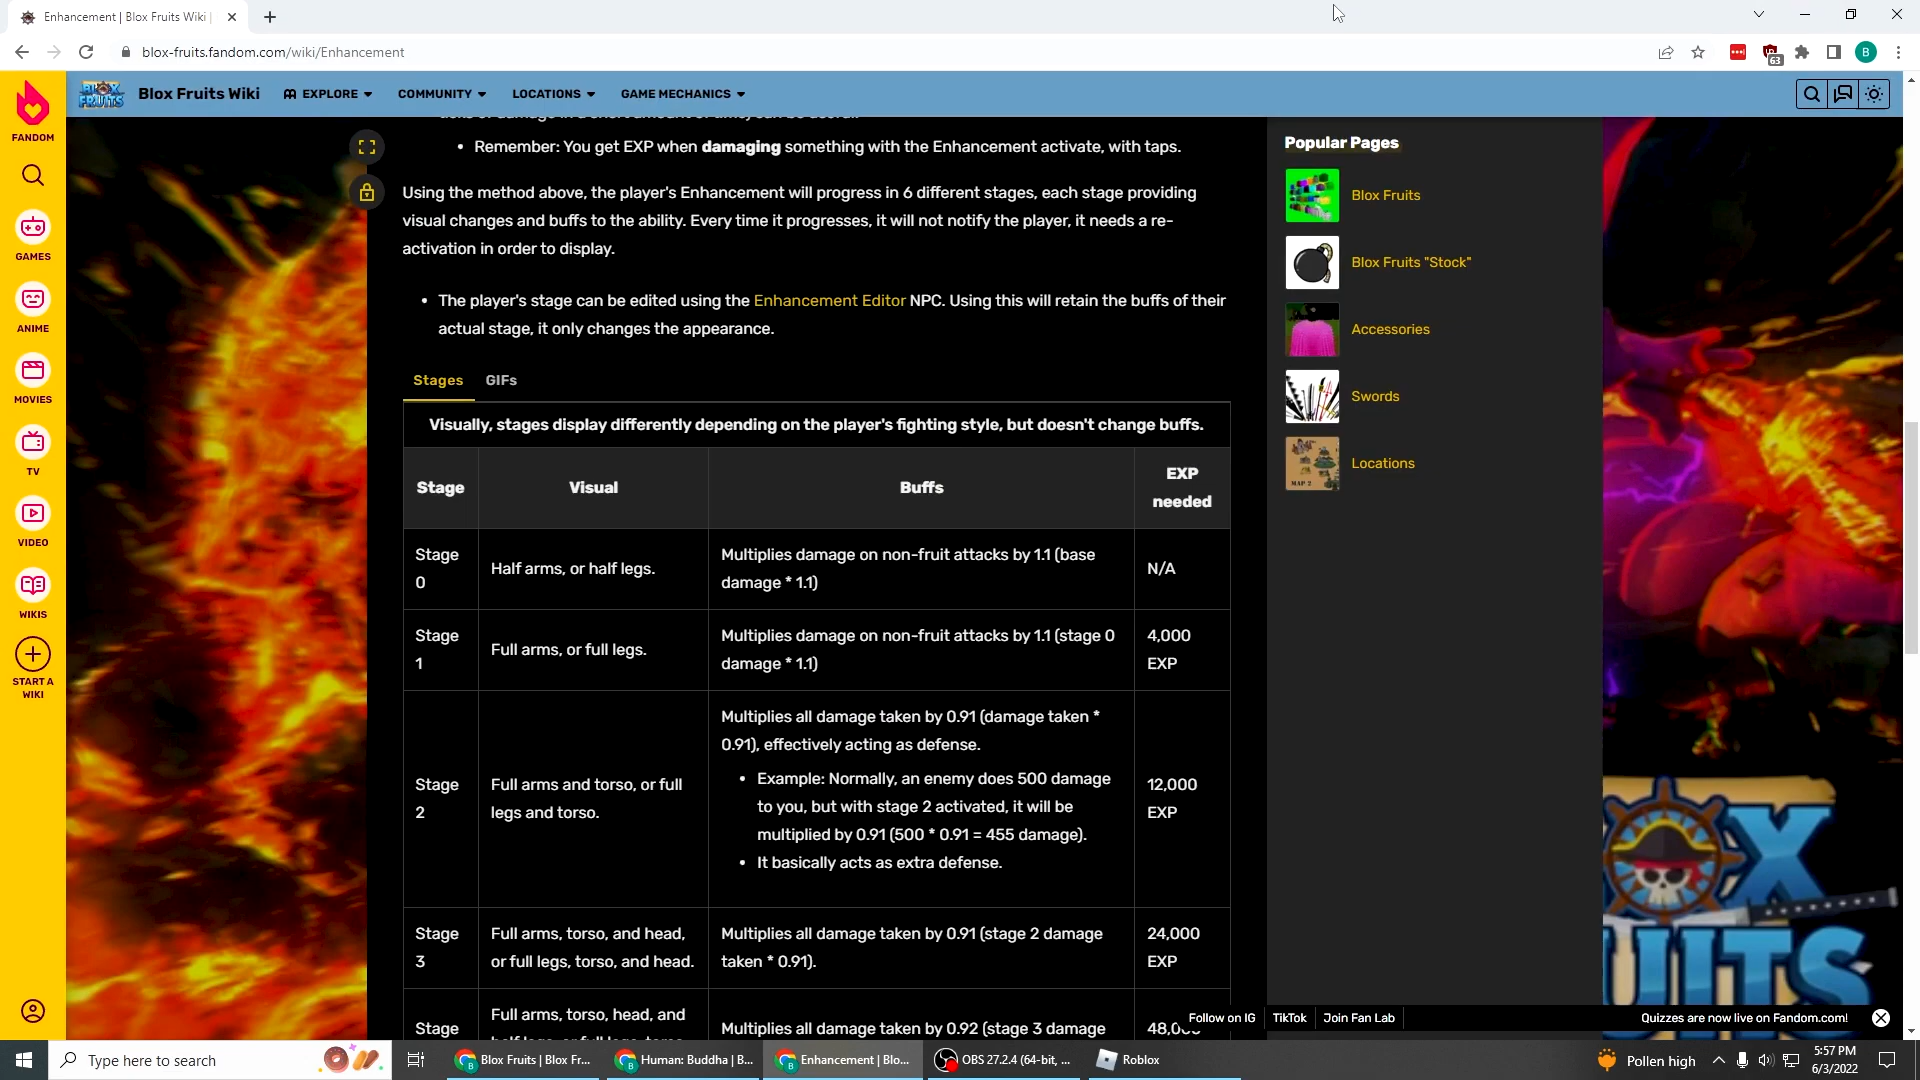 Enhancement | Blox Fruits Wiki |
blox-fruits.fandom.com/wiki/Enhancement
63
B
FANDOM
GAMES
ANIME
MOVIES
TV
VIDEO
WIKIS
START A
WIKI
BLOX
FRUITS
Blox Fruits Wiki
EXPLORE
COMMUNITY
LOCATIONS
GAME MECHANICS
• Remember: You get EXP when damaging something with the Enhancement activate, with taps.
Using the method above, the player's Enhancement will progress in 6 different stages, each stage providing
visual changes and buffs to the ability. Every time it progresses, it will not notify the player, it needs a re-
activation in order to display.
• The player's stage can be edited using the Enhancement Editor NPC. Using this will retain the buffs of their
actual stage, it only changes the appearance.
Stages GIFs
Visually, stages display differently depending on the player's fighting style, but doesn't change buffs.
Stage
Visual
Buffs
EXP
needed
Stage
0
Half arms, or half legs.
Multiplies damage on non-fruit attacks by 1.1 (base
damage * 1.1)
N/A
Stage
1
Full arms, or full legs.
Multiplies damage on non-fruit attacks by 1.1 (stage 0
damage * 1.1)
4,000
EXP
Stage
2
Full arms and torso, or full
legs and torso.
Multiplies all damage taken by 0.91 (damage taken *
0.91), effectively acting as defense.
• Example: Normally, an enemy does 500 damage
to you, but with stage 2 activated, it will be
multiplied by 0.91 (500 * 0.91 = 455 damage).
• It basically acts as extra defense.
12,000
EXP
Stage
3
Full arms, torso, and head,
or full legs, torso, and head.
Multiplies all damage taken by 0.91 (stage 2 damage
taken * 0.91).
24,000
EXP
Stage
Full arms, torso, head, and
Multiplies all damage taken by 0.92 (stage 3 damage
Popular Pages
Blox Fruits
Blox Fruits "Stock"
Accessories
Swords
MAP 2
Locations
Follow on IG
TikTok
Join Fan Lab
Quizzes are now live on Fandom.com!
Type here to search
Blox Fruits | Blox Fr...
Human: Buddha | B...
Enhancement | Blo...
OBS 27.2.4 (64-bit, ...
Roblox
Pollen high
5:57 PM
6/3/2022